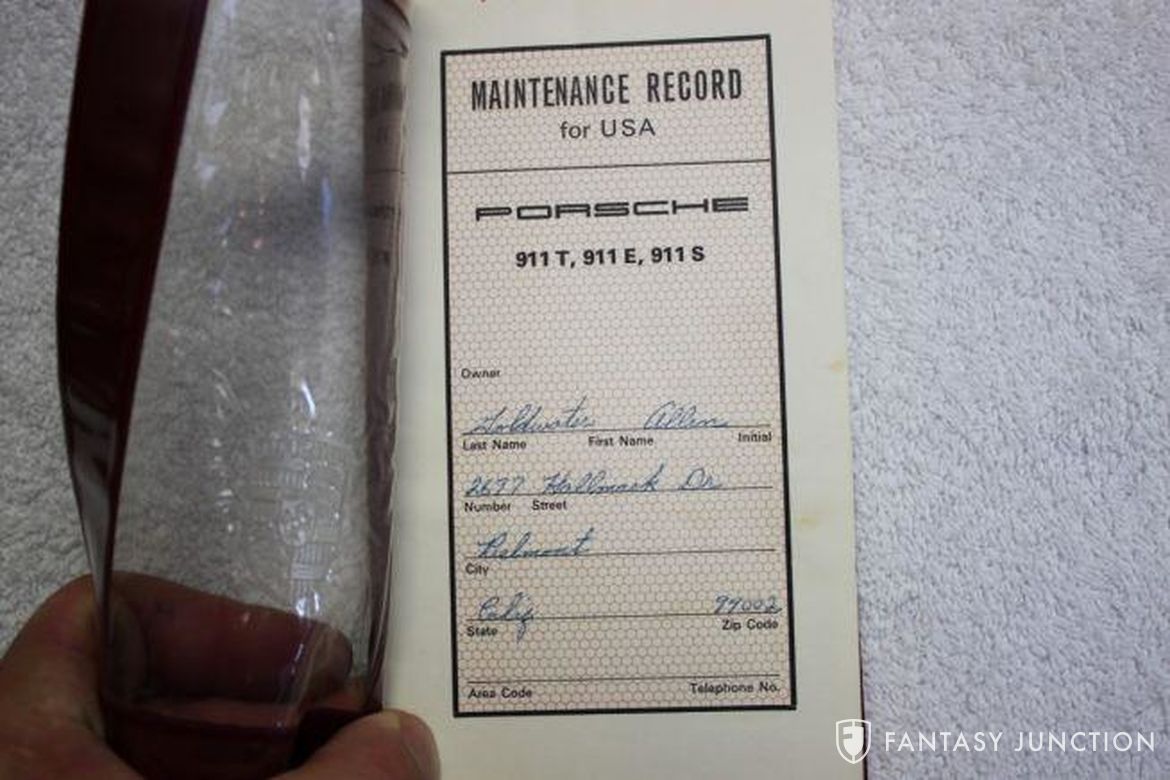 MAINTENANCE RECORD
for USA
PORSCHE
911 T, 911 E, 911 S
Owner
Goldwater Allen
Last Name First Name Initial
2677 Hallmark Dr
Number Street
Belmont
City
Calif 94002
State Zip Code
Area Code Telephone No.
FANTASY JUNCTION